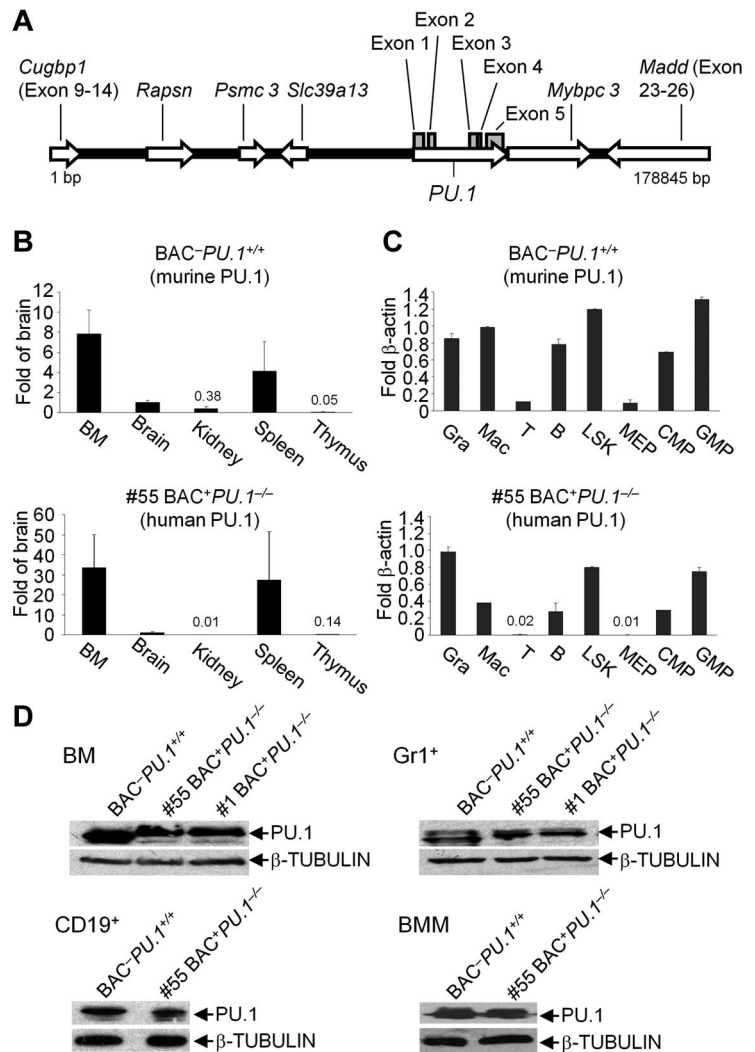 A
Exon 2
Exon 1 Exon 3
Cugbp1 Exon 4 Madd (Exon
(Exon 9-14) Rapsn Psmc 3 Slc39a13 Mybpc 3 23-26)
Exon 5
1 bp 178845 bp
PU.1
B
BAC–PU.1+/+
(murine PU.1)
Fold of brain
12
10
8
6
4
2
0
0.38
0.05
BM Brain Kidney Spleen Thymus
#55 BAC+PU.1–/–
(human PU.1)
Fold of brain
60
50
40
30
20
10
0
0.01
0.14
BM Brain Kidney Spleen Thymus
C
BAC–PU.1+/+
(murine PU.1)
Fold β-actin
1.4
1.2
0.8
0.6
0.4
0.2
0
Gra Mac T B LSK MEP CMP GMP
#55 BAC+PU.1–/–
(human PU.1)
Fold β-actin
1.4
1.2
1.0
0.8
0.4
0
0.02
0.01
Gra Mac T B LSK MEP CMP GMP
D
BM
BAC–PU.1+/+
#55 BAC+PU.1–/–
#1 BAC+PU.1–/–
PU.1
β-TUBULIN
Gr1+
BAC–PU.1+/+
#55 BAC+PU.1–/–
#1 BAC+PU.1–/–
PU.1
β-TUBULIN
CD19+
BAC–PU.1+/+
#55 BAC+PU.1–/–
PU.1
β-TUBULIN
BMM
BAC–PU.1+/+
#55 BAC+PU.1–/–
PU.1
β-TUBULIN